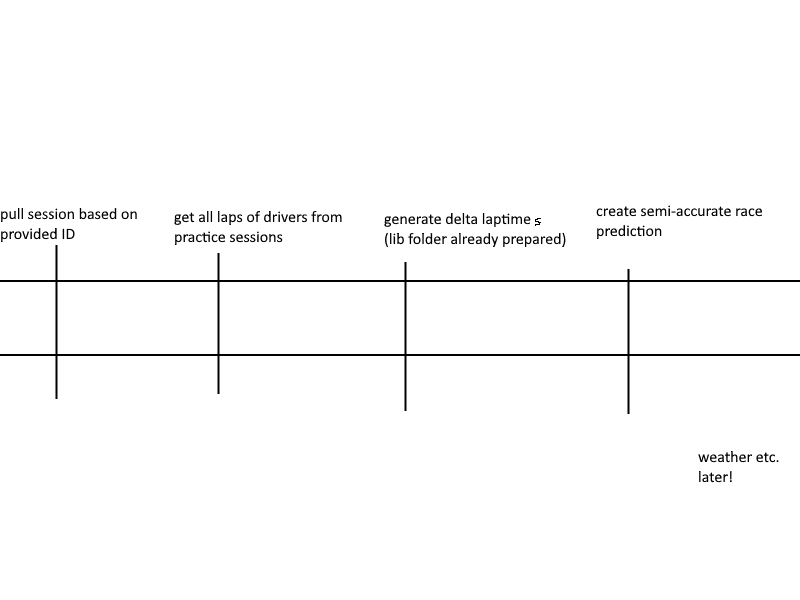 pull session based on
provided ID
get all laps of drivers from
practice sessions
generate delta laptimes
(lib folder already prepared)
create semi-accurate race
prediction
weather etc.
later!